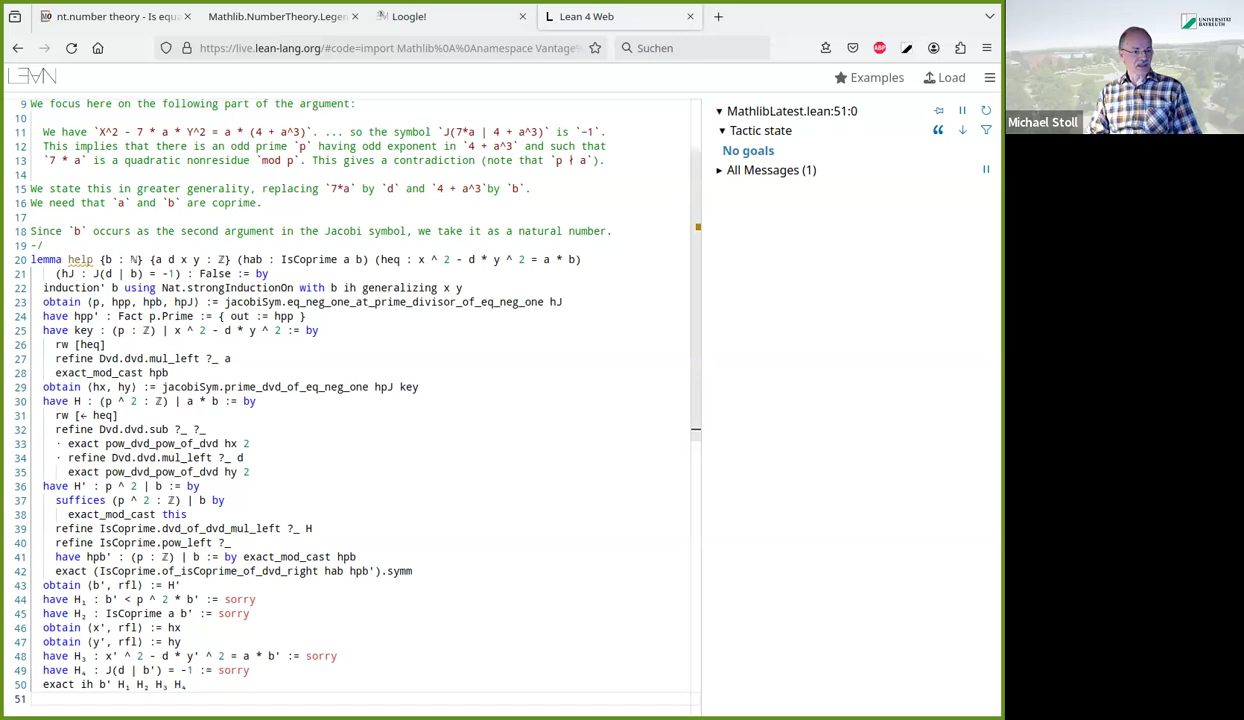 nt.number theory - Is equa
Mathlib.NumberTheory.Legen
Loogle!
Lean 4 Web
https://live.lean-lang.org/#code=import Mathlib%0A%0Anamespace Vantage%
Suchen
ABP
LEAN
Examples
Load
9 We focus here on the following part of the argument:
10
11 We have `X^2 - 7 * a * Y^2 = a * (4 + a^3)`. ... so the symbol `J(7*a | 4 + a^3)` is `−1`.
12 This implies that there is an odd prime `p` having odd exponent in `4 + a^3` and such that
13 `7 * a` is a quadratic nonresidue `mod p`. This gives a contradiction (note that `p ∤ a`).
14
15 We state this in greater generality, replacing `7*a` by `d` and `4 + a^3`by `b`.
16 We need that `a` and `b` are coprime.
17
18 Since `b` occurs as the second argument in the Jacobi symbol, we take it as a natural number.
19 -/
20 lemma help {b : ℕ} {a d x y : ℤ} (hab : IsCoprime a b) (heq : x ^ 2 - d * y ^ 2 = a * b)
21 (hJ : J(d | b) = -1) : False := by
22 induction' b using Nat.strongInductionOn with b ih generalizing x y
23 obtain ⟨p, hpp, hpb, hpJ⟩ := jacobiSym.eq_neg_one_at_prime_divisor_of_eq_neg_one hJ
24 have hpp' : Fact p.Prime := { out := hpp }
25 have key : (p : ℤ) ∣ x ^ 2 - d * y ^ 2 := by
26 rw [heq]
27 refine Dvd.dvd.mul_left ?_ a
28 exact_mod_cast hpb
29 obtain ⟨hx, hy⟩ := jacobiSym.prime_dvd_of_eq_neg_one hpJ key
30 have H : (p ^ 2 : ℤ) ∣ a * b := by
31 rw [← heq]
32 refine Dvd.dvd.sub ?_ ?_
33 · exact pow_dvd_pow_of_dvd hx 2
34 · refine Dvd.dvd.mul_left ?_ d
35 exact pow_dvd_pow_of_dvd hy 2
36 have H' : p ^ 2 ∣ b := by
37 suffices (p ^ 2 : ℤ) ∣ b by
38 exact_mod_cast this
39 refine IsCoprime.dvd_of_dvd_mul_left ?_ H
40 refine IsCoprime.pow_left ?_
41 have hpb' : (p : ℤ) ∣ b := by exact_mod_cast hpb
42 exact (IsCoprime.of_isCoprime_of_dvd_right hab hpb').symm
43 obtain ⟨b', rfl⟩ := H'
44 have H₁ : b' < p ^ 2 * b' := sorry
45 have H₂ : IsCoprime a b' := sorry
46 obtain ⟨x', rfl⟩ := hx
47 obtain ⟨y', rfl⟩ := hy
48 have H₃ : x' ^ 2 - d * y' ^ 2 = a * b' := sorry
49 have H₄ : J(d | b') = -1 := sorry
50 exact ih b' H₁ H₂ H₃ H₄
51
MathlibLatest.lean:51:0
Tactic state
No goals
All Messages (1)
UNIVERSITÄT
BAYREUTH
Michael Stoll